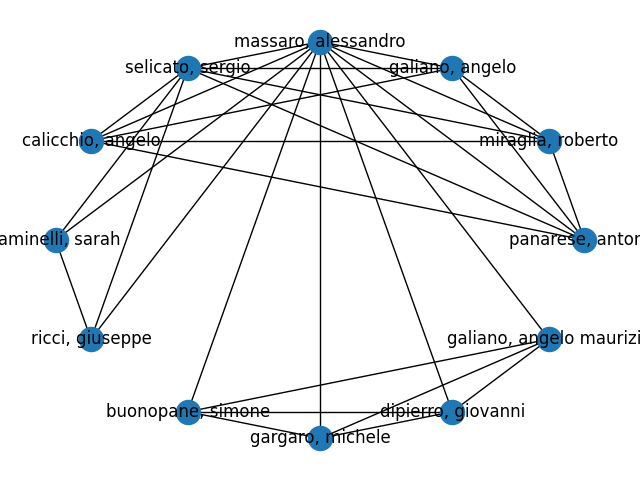 massaro, alessandro
selicato, sergio
galiano, angelo
calicchio, angelo
miraglia, roberto
aminelli, sarah
panarese, anton
ricci, giuseppe
galiano, angelo maurizi
buonopane, simone
dipierro, giovanni
gargaro, michele